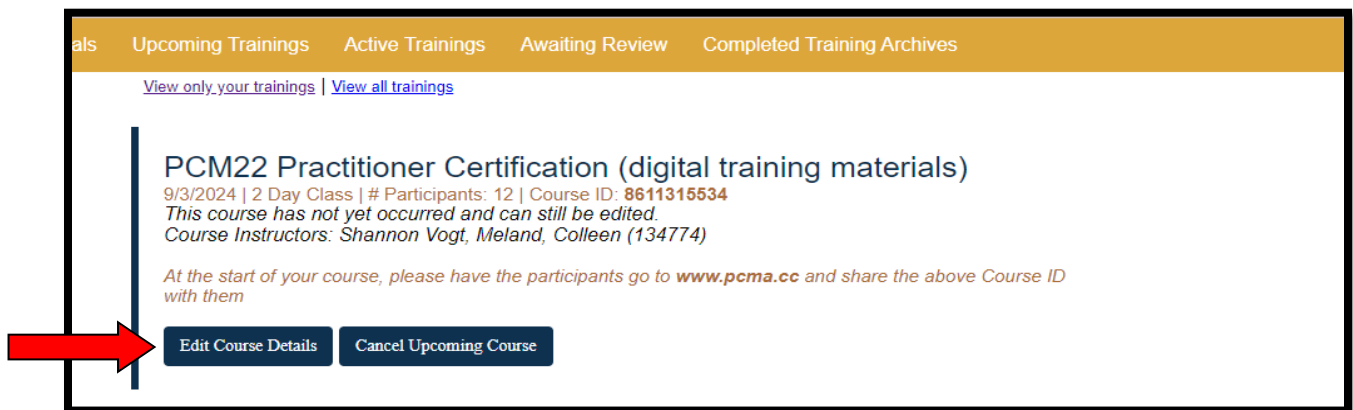 als Upcoming Trainings Active Trainings Awaiting Review Completed Training Archives
View only your trainings | View all trainings
PCM22 Practitioner Certification (digital training materials)
9/3/2024 | 2 Day Class | # Participants: 12 | Course ID: 8611315534
This course has not yet occurred and can still be edited.
Course Instructors: Shannon Vogt, Meland, Colleen (134774)
At the start of your course, please have the participants go to www.pcma.cc and share the above Course ID
with them
Edit Course Details Cancel Upcoming Course